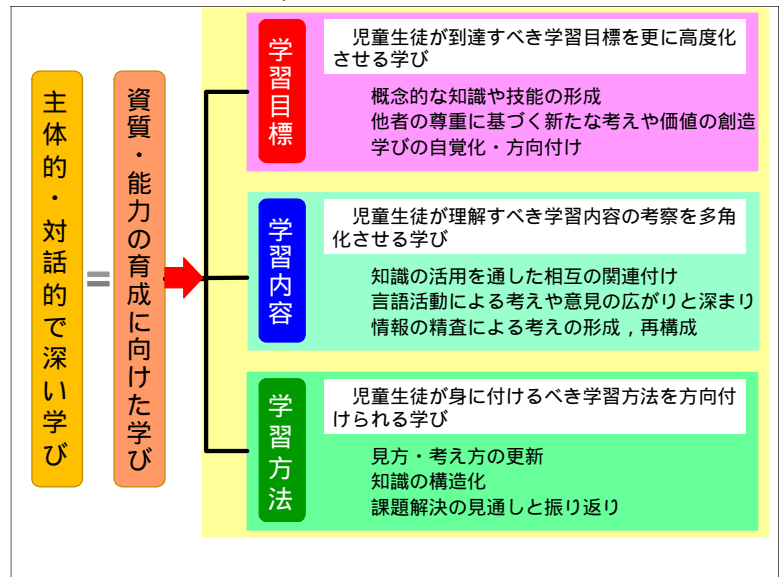 主体的・対話的で深い学び
=
資質・能力の育成に向けた学び
学習目標
児童生徒が到達すべき学習目標を更に高度化
させる学び
概念的な知識や技能の形成
他者の尊重に基づく新たな考えや価値の創造
学びの自覚化・方向付け
学習内容
児童生徒が理解すべき学習内容の考察を多角
化させる学び
知識の活用を通した相互の関連付け
言語活動による考えや意見の広がりと深まり
情報の精査による考えの形成，再構成
学習方法
児童生徒が身に付けるべき学習方法を方向付
けられる学び
見方・考え方の更新
知識の構造化
課題解決の見通しと振り返り